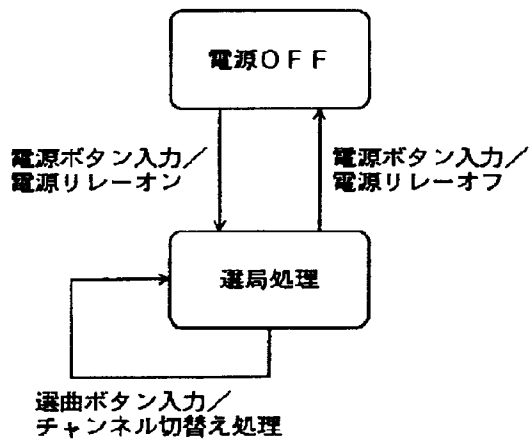 電源OFF
電源ボタン入力／
電源リレーオン
電源ボタン入力／
電源リレーオフ
選局処理
選曲ボタン入力／
チャンネル切替え処理